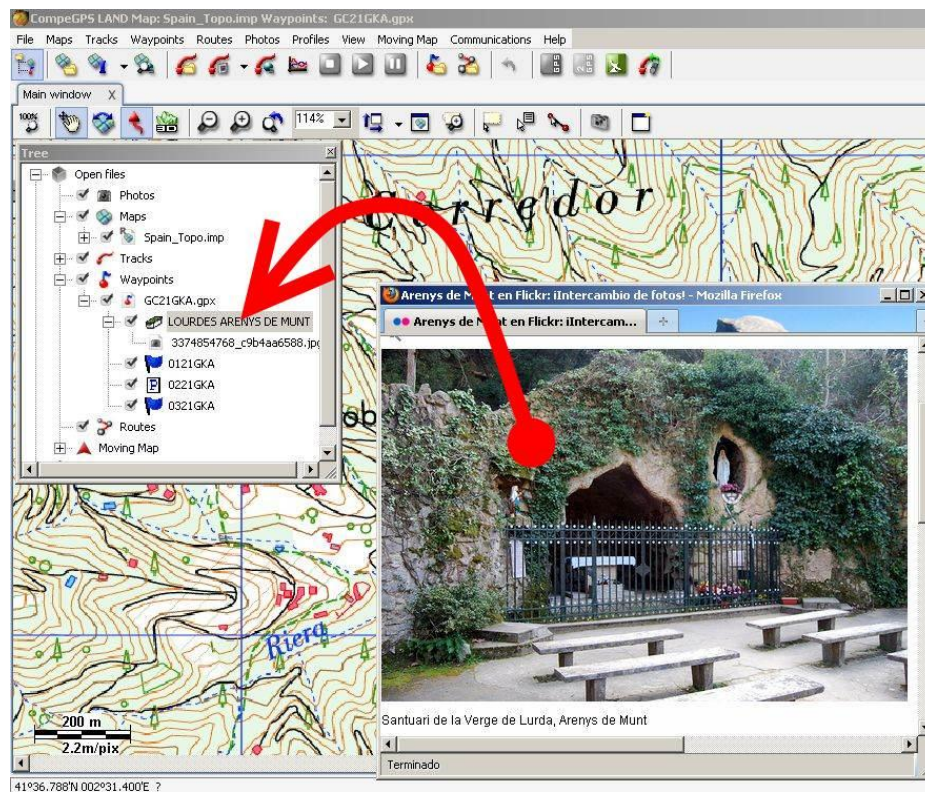 CompeGPS LAND Map: Spain_Topo.imp Waypoints: GC21GKA.gpx
File Maps Tracks Waypoints Routes Photos Profiles View Moving Map Communications Help
Main window X
100%
114%
Tree
Open files
Photos
Maps
Spain_Topo.imp
Tracks
Waypoints
GC21GKA.gpx
LOURDES ARENYS DE MUNT
3374854768_c9b4aa6588.jpg
0121GKA
P 0221GKA
0321GKA
Routes
Moving Map
Corredor
Arenys de Munt en Flickr: ¡Intercambio de fotos! - Mozilla Firefox
Arenys de Munt en Flickr: ¡Intercam...
Santuari de la Verge de Lurda, Arenys de Munt
Terminado
Riera
200 m
2.2m/pix
41º36.788'N 002º31.400'E ?